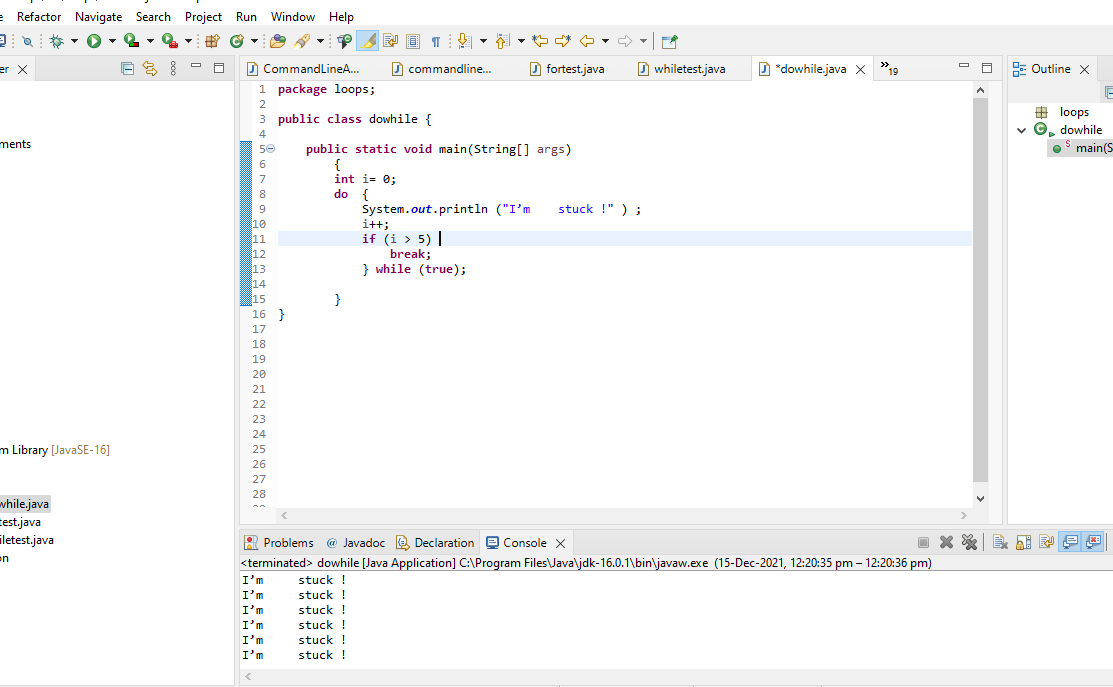 Refactor Navigate Search Project Run Window Help
er
CommandLineA... commandline... fortest.java whiletest.java *dowhile.java »19
Outline
ments
m Library [JavaSE-16]
while.java
test.java
iletest.java
on
1 package loops;
2
3 public class dowhile {
4
5 public static void main(String[] args)
6 {
7 int i= 0;
8 do {
9 System.out.println ("I’m    stuck !" ) ;
10 i++;
11 if (i > 5)
12 break;
13 } while (true);
14
15 }
16 }
17
18
19
20
21
22
23
24
25
26
27
28
loops
dowhile
main(S
Problems @ Javadoc Declaration Console
<terminated> dowhile [Java Application] C:\Program Files\Java\jdk-16.0.1\bin\javaw.exe (15-Dec-2021, 12:20:35 pm – 12:20:36 pm)
I’m    stuck !
I’m    stuck !
I’m    stuck !
I’m    stuck !
I’m    stuck !
I’m    stuck !